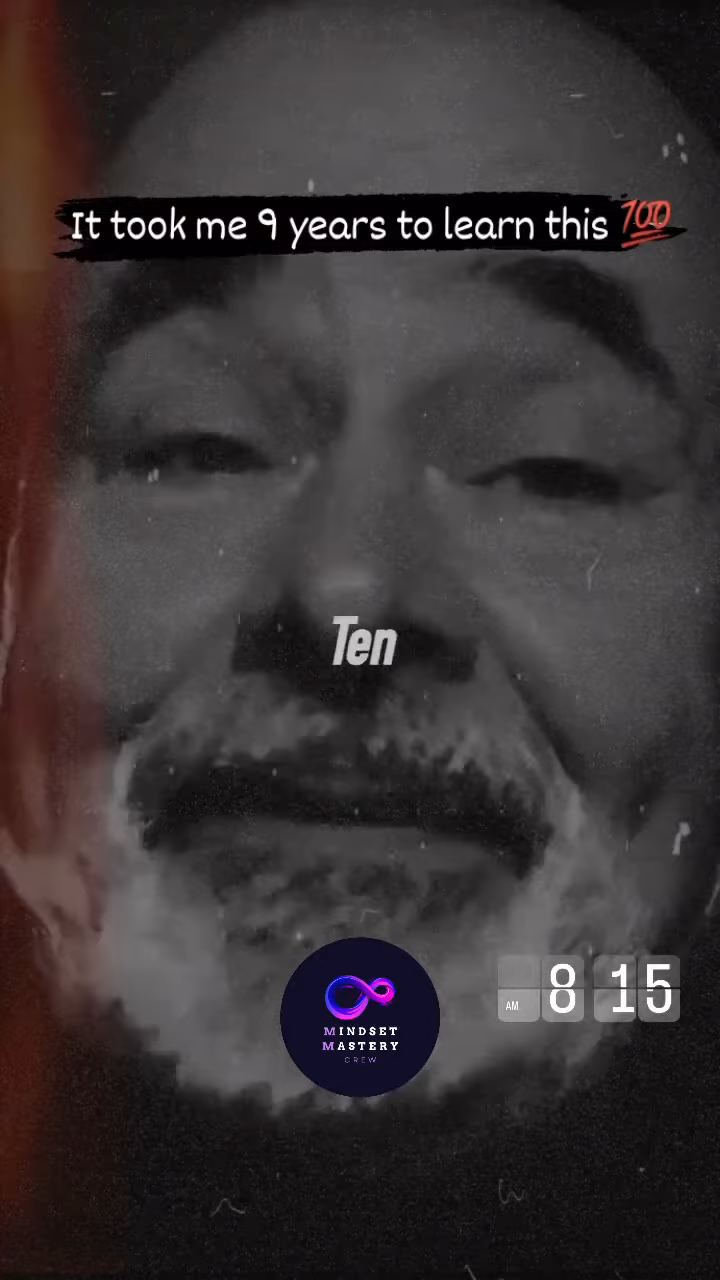 It took me 9 years to learn this 💯
Ten
AM 8 15
MINDSET
MASTERY
CREW